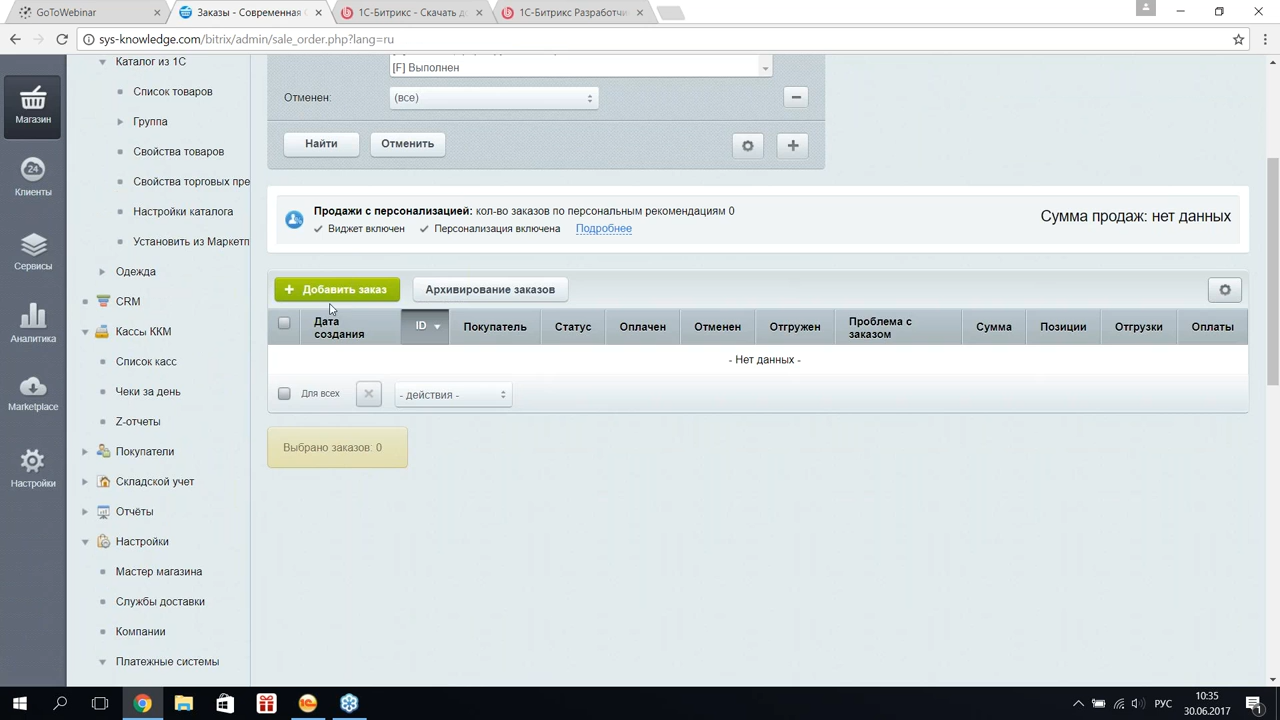 GoToWebinar
Заказы - Современная
1С-Битрикс - Скачать д
1С-Битрикс Разработчи
sys-knowledge.com/bitrix/admin/sale_order.php?lang=ru
Магазин
24
Клиенты
Сервисы
Аналитика
Marketplace
Настройки
Каталог из 1С
Список товаров
Группа
Свойства товаров
Свойства торговых пре
Настройки каталога
Установить из Маркетп
Одежда
CRM
Кассы ККМ
Список касс
Чеки за день
Z-отчеты
Покупатели
Складской учет
Отчёты
Настройки
Мастер магазина
Службы доставки
Компании
Платежные системы
[F] Выполнен
Отменен: (все)
Найти Отменить
Продажи с персонализацией: кол-во заказов по персональным рекомендациям 0
Виджет включен Персонализация включена Подробнее
Сумма продаж: нет данных
+ Добавить заказ Архивирование заказов
Дата создания ID Покупатель Статус Оплачен Отменен Отгружен Проблема с заказом Сумма Позиции Отгрузки Оплаты
- Нет данных -
Для всех - действия -
Выбрано заказов: 0
РУС
10:35
30.06.2017
1